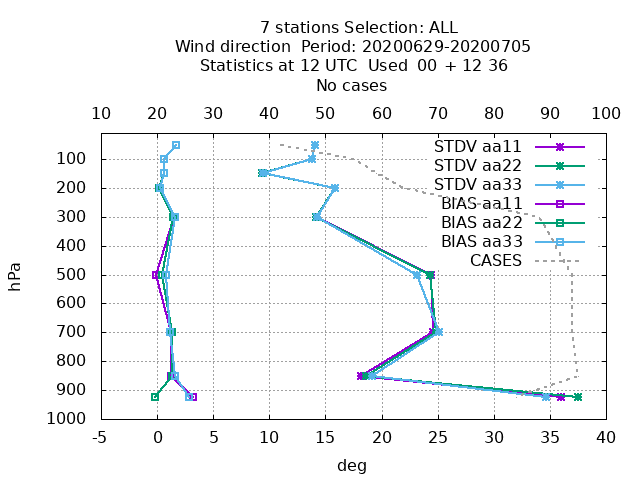 7 stations Selection: ALL
Wind direction  Period: 20200629-20200705
Statistics at 12 UTC  Used  00 + 12 36
No cases
10 20 30 40 50 60 70 80 90 100
STDV aa11
STDV aa22
STDV aa33
BIAS aa11
BIAS aa22
BIAS aa33
CASES
100
200
300
400
500
600
700
800
900
1000
hPa
-5 0 5 10 15 20 25 30 35 40
deg